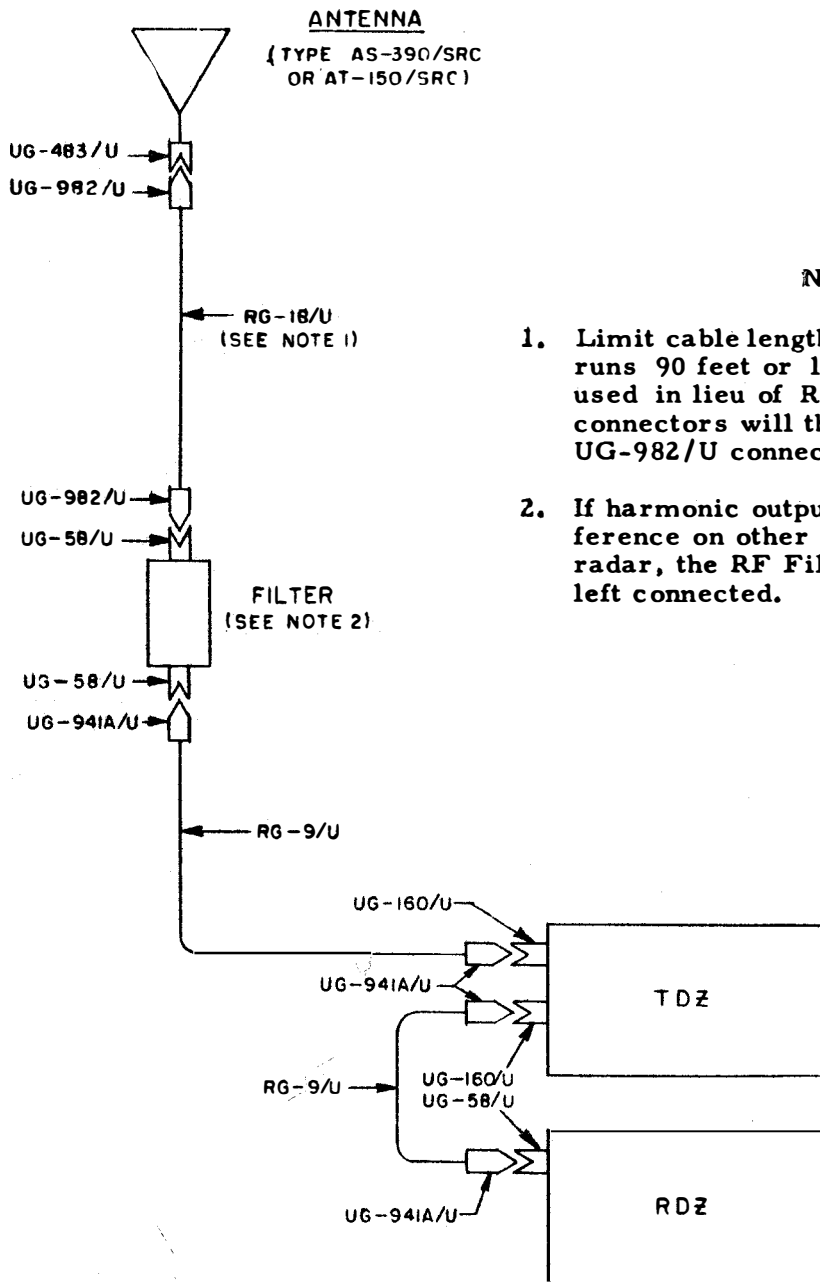 ANTENNA
(TYPE AS-390/SRC
OR AT-150/SRC)
UG-483/U
UG-982/U
RG-18/U
(SEE NOTE 1)
UG-982/U
UG-58/U
FILTER
(SEE NOTE 2)
UG-58/U
UG-941A/U
RG-9/U
UG-160/U
UG-941A/U
TDZ
RG-9/U
UG-160/U
UG-58/U
UG-941A/U
RDZ
N
1. Limit cable length
runs 90 feet or l
used in lieu of R
connectors will th
UG-982/U connec
2. If harmonic outpu
ference on other
radar, the RF Fil
left connected.